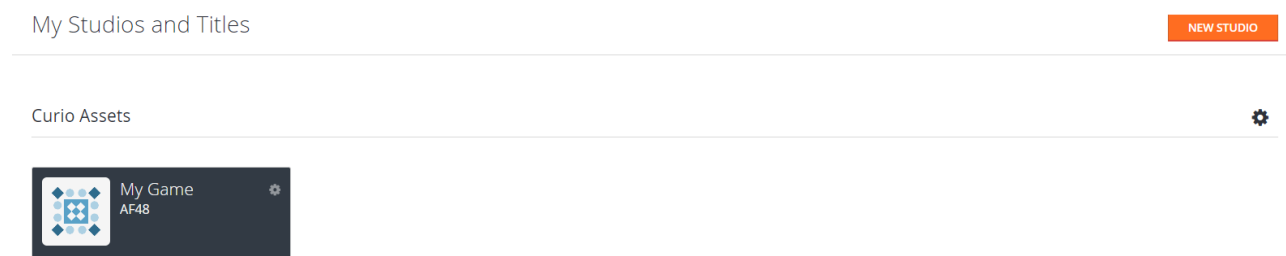 My Studios and Titles
NEW STUDIO
Curio Assets
My Game
AF48